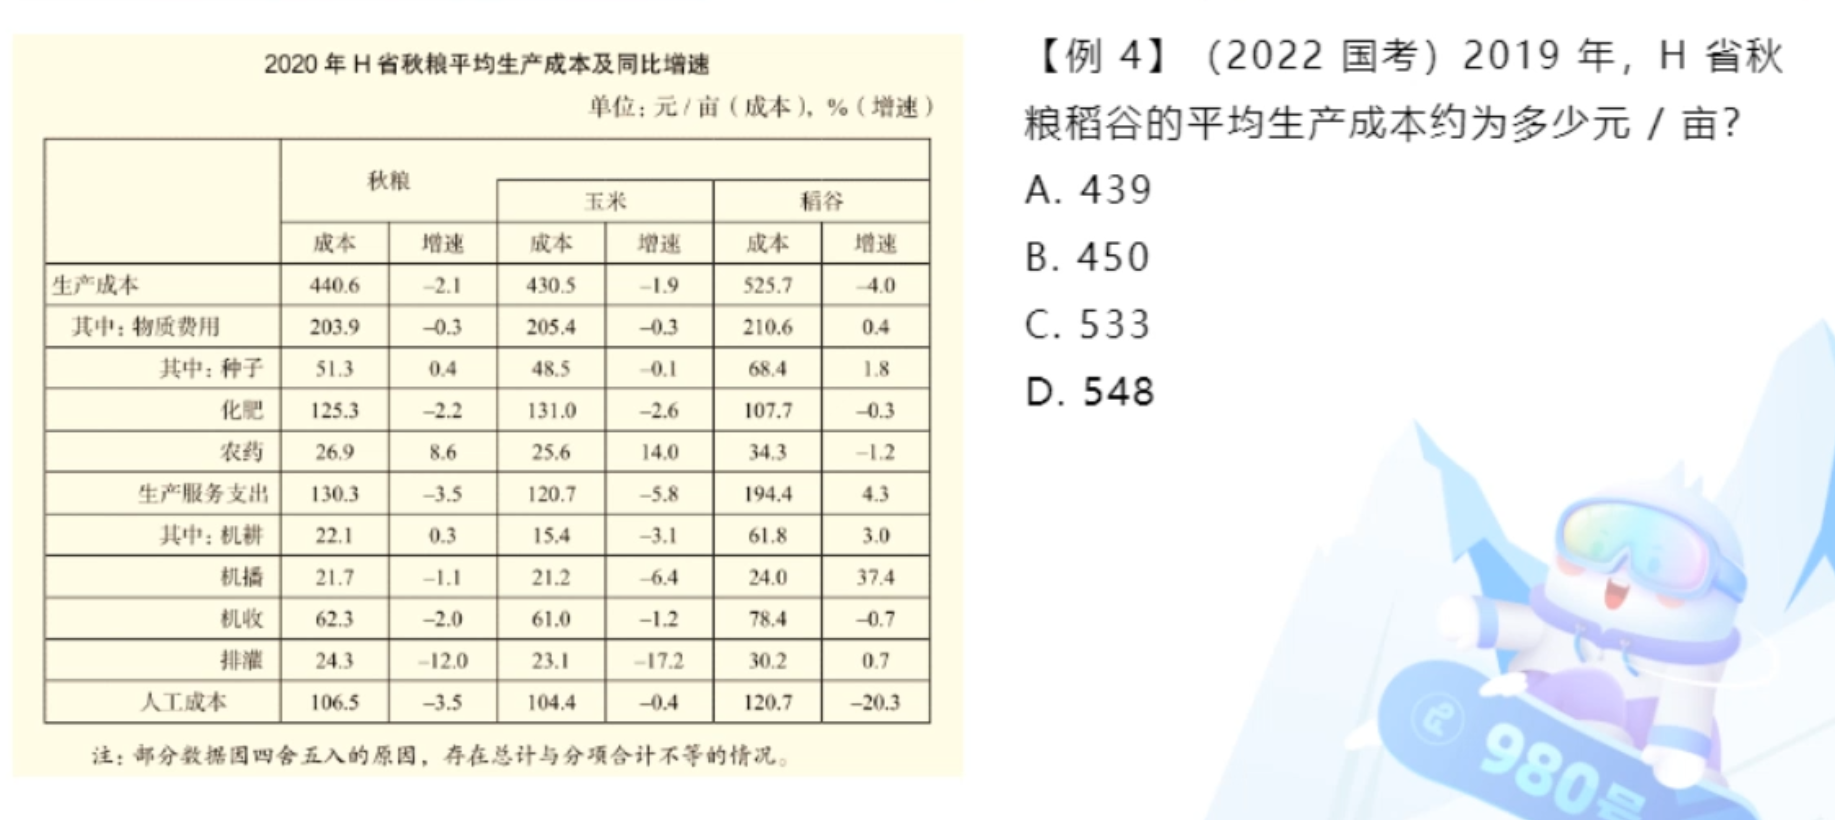 2020 年 H 省秋粮平均生产成本及同比增速
单位：元 / 亩（成本），%（增速）
秋粮
玉米 稻谷
成本 增速 成本 增速 成本 增速
生产成本 440.6 –2.1 430.5 –1.9 525.7 –4.0
其中：物质费用 203.9 –0.3 205.4 –0.3 210.6 0.4
其中：种子 51.3 0.4 48.5 –0.1 68.4 1.8
化肥 125.3 –2.2 131.0 –2.6 107.7 –0.3
农药 26.9 8.6 25.6 14.0 34.3 –1.2
生产服务支出 130.3 –3.5 120.7 –5.8 194.4 4.3
其中：机耕 22.1 0.3 15.4 –3.1 61.8 3.0
机播 21.7 –1.1 21.2 –6.4 24.0 37.4
机收 62.3 –2.0 61.0 –1.2 78.4 –0.7
排灌 24.3 –12.0 23.1 –17.2 30.2 0.7
人工成本 106.5 –3.5 104.4 –0.4 120.7 –20.3
注：部分数据因四舍五入的原因，存在总计与分项合计不等的情况。
【例 4】（2022 国考）2019 年，H 省秋
粮稻谷的平均生产成本约为多少元 / 亩？
A. 439
B. 450
C. 533
D. 548
980号